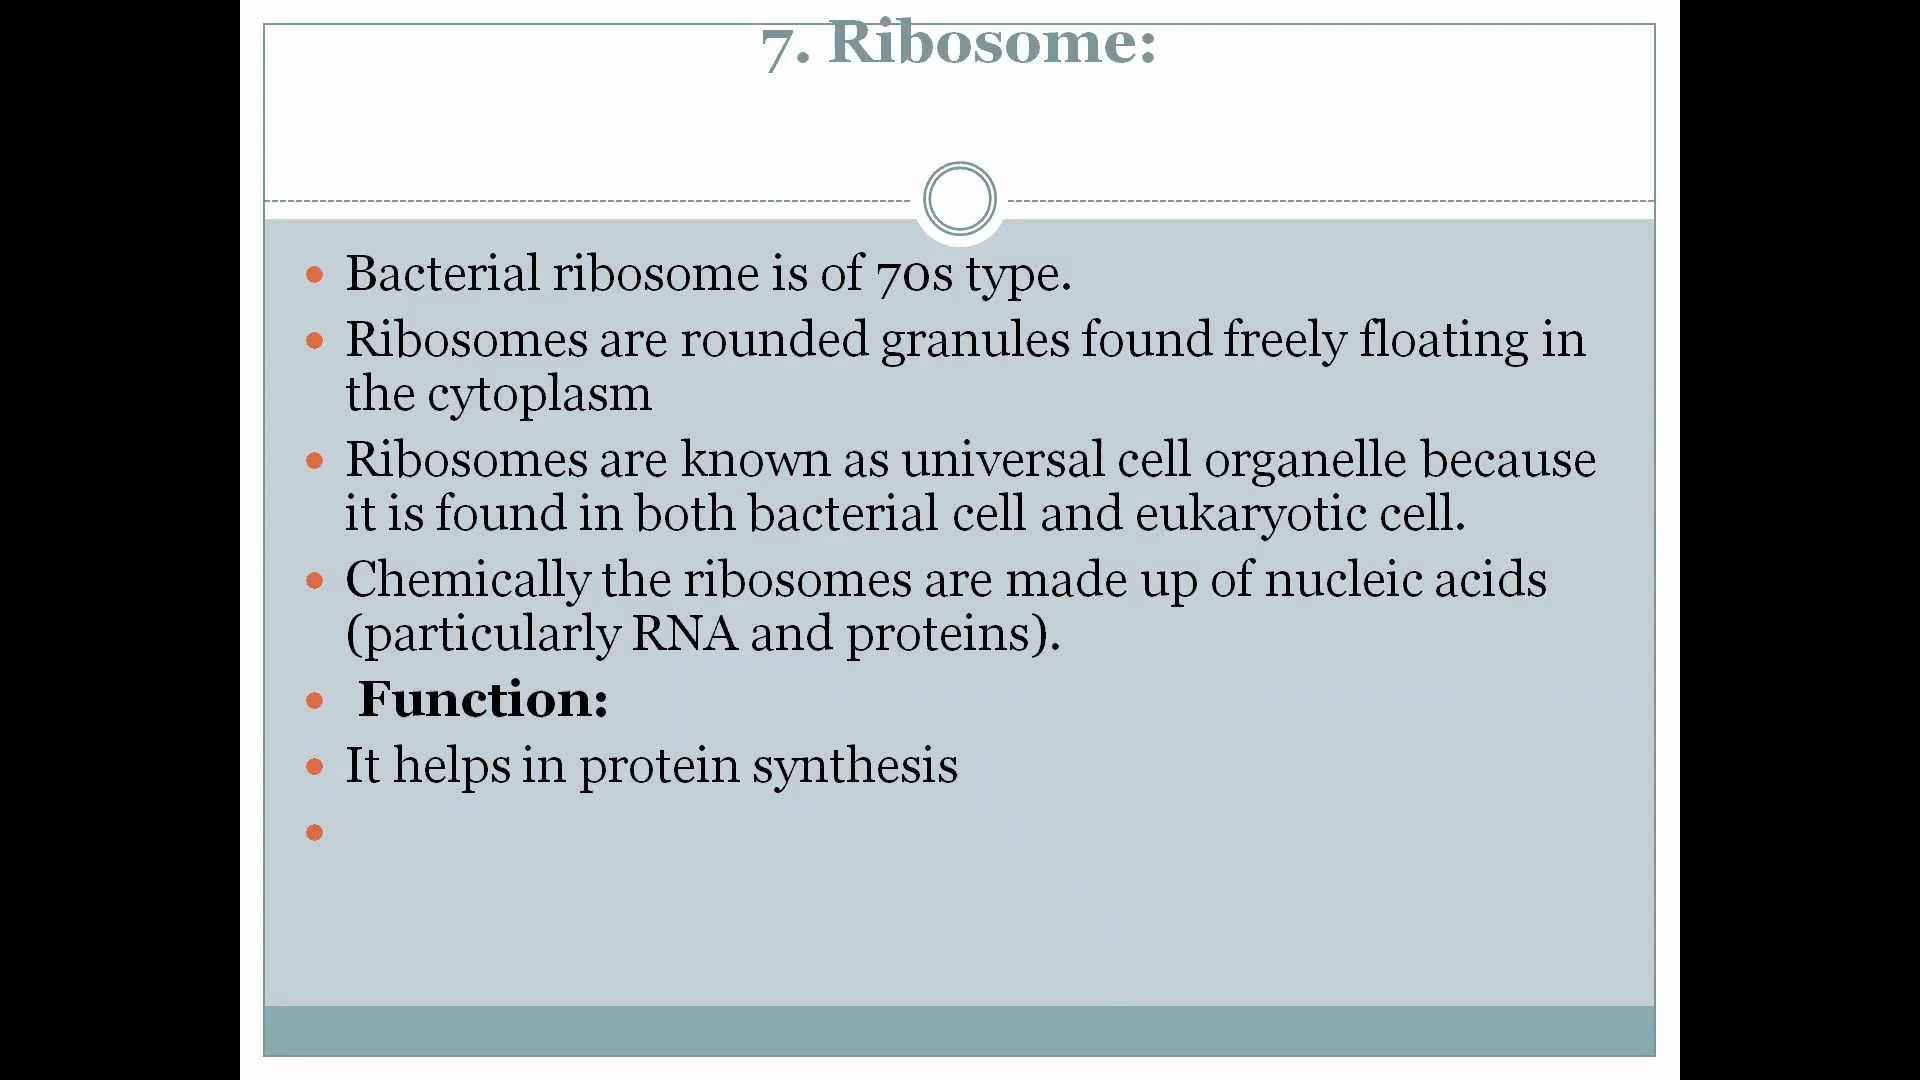 7. Ribosome:
Bacterial ribosome is of 70s type.
Ribosomes are rounded granules found freely floating in
the cytoplasm
Ribosomes are known as universal cell organelle because
it is found in both bacterial cell and eukaryotic cell.
Chemically the ribosomes are made up of nucleic acids
(particularly RNA and proteins).
Function:
It helps in protein synthesis